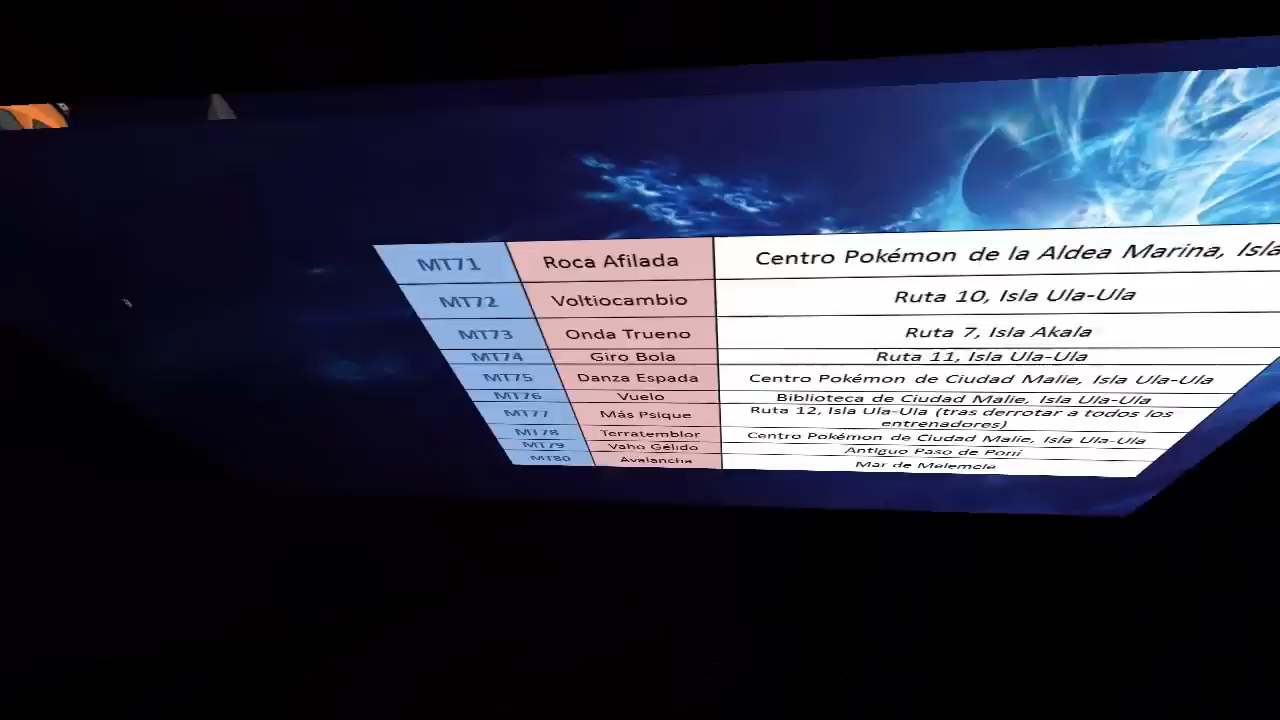 MT71 Roca Afilada Centro Pokémon de la Aldea Marina, Isla
MT72 Voltiocambio Ruta 10, Isla Ula-Ula
MT73 Onda Trueno Ruta 7, Isla Akala
MT74 Giro Bola Ruta 11, Isla Ula-Ula
MT75 Danza Espada Centro Pokémon de Ciudad Malie, Isla Ula-Ula
MT76 Vuelo Biblioteca de Ciudad Malie, Isla Ula-Ula
MT77 Más Psique Ruta 12, Isla Ula-Ula (tras derrotar a todos los
entrenadores)
MT78 Terratemblor Centro Pokémon de Ciudad Malie, Isla Ula-Ula
MT79 Vaho Gélido Antiguo Paso de Poni
MT80 Avalancha Mar de Melemele